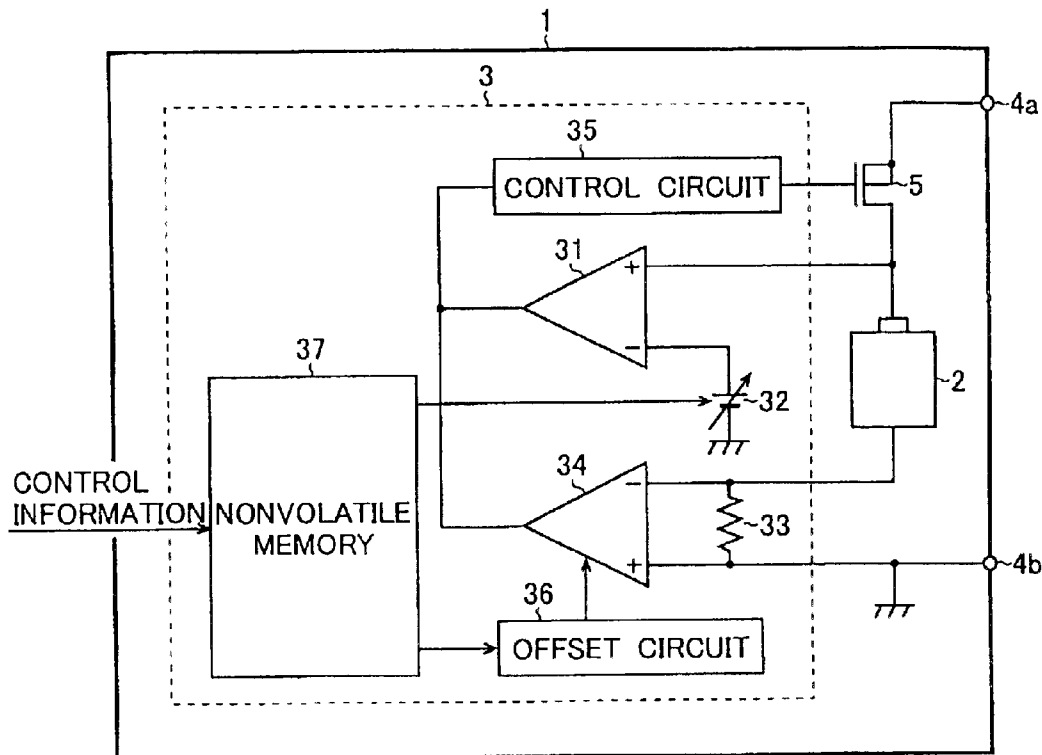 1
3
4a
35
CONTROL CIRCUIT
5
31
+
−
37
2
32
CONTROL
INFORMATION
NONVOLATILE
MEMORY
34
−
33
+
4b
36
OFFSET CIRCUIT